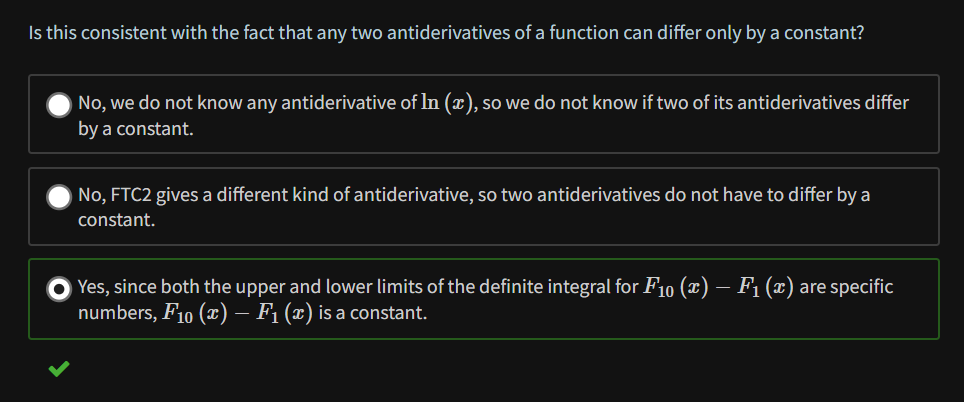 Is this consistent with the fact that any two antiderivatives of a function can differ only by a constant?
No, we do not know any antiderivative of ln (x), so we do not know if two of its antiderivatives differ
by a constant.
No, FTC2 gives a different kind of antiderivative, so two antiderivatives do not have to differ by a
constant.
Yes, since both the upper and lower limits of the definite integral for F₁₀ (x) − F₁ (x) are specific
numbers, F₁₀ (x) − F₁ (x) is a constant.